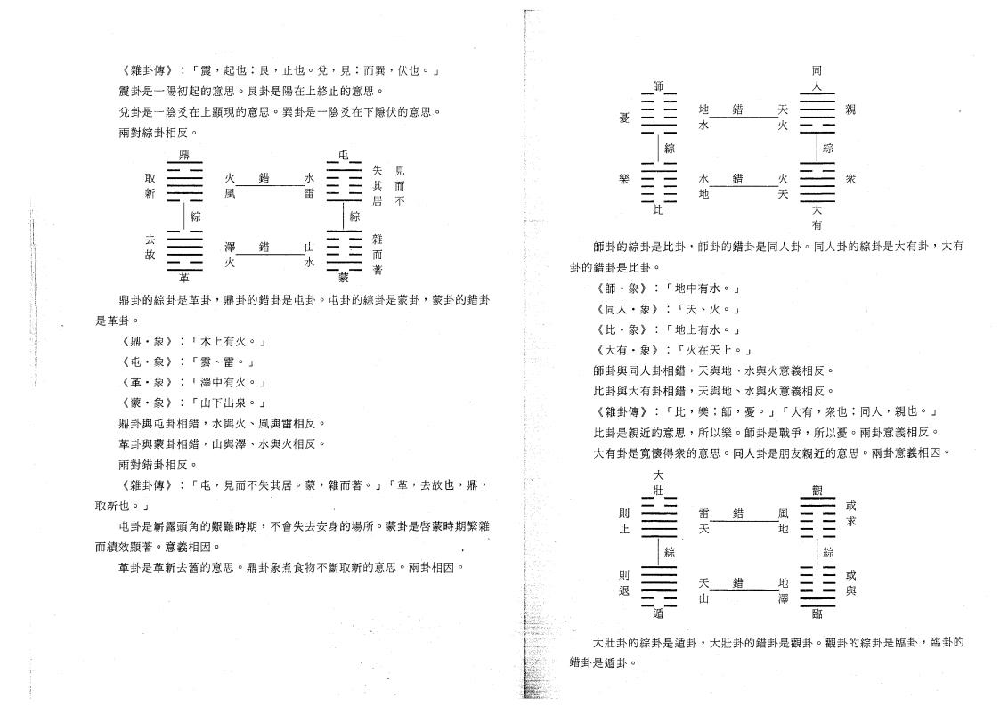 《雜卦傳》：「震，起也；艮，止也。兌，見；而巽，伏也。」
震卦是一陽初起的意思。艮卦是陽在上終止的意思。
兌卦是一陰爻在上顯現的意思。巽卦是一陰爻在下隱伏的意思。
兩對綜卦相反。
鼎
屯
取新
火風
錯
水雷
見而不
失其居
綜
綜
去故
澤火
錯
山水
雜而著
革
蒙
鼎卦的綜卦是革卦，鼎卦的錯卦是屯卦。屯卦的綜卦是蒙卦，蒙卦的錯卦
是革卦。
《鼎・象》：「木上有火。」
《屯・象》：「雲、雷。」
《革・象》：「澤中有火。」
《蒙・象》：「山下出泉。」
鼎卦與屯卦相錯，水與火、風與雷相反。
革卦與蒙卦相錯，山與澤、水與火相反。
兩對錯卦相反。
《雜卦傳》：「屯，見而不失其居。蒙，雜而著。」「革，去故也，鼎，
取新也。」
屯卦是嶄露頭角的艱難時期，不會失去安身的場所。蒙卦是啓蒙時期繁雜
而績效顯著。意義相因。
革卦是革新去舊的意思。鼎卦象煮食物不斷取新的意思。兩卦相因。
師
同人
憂
地水
錯
天火
親
綜
綜
樂
水地
錯
火天
衆
比
大有
師卦的綜卦是比卦，師卦的錯卦是同人卦。同人卦的綜卦是大有卦，大有
卦的錯卦是比卦。
《師・象》：「地中有水。」
《同人・象》：「天、火。」
《比・象》：「地上有水。」
《大有・象》：「火在天上。」
師卦與同人卦相錯，天與地、水與火意義相反。
比卦與大有卦相錯，天與地、水與火意義相反。
《雜卦傳》：「比，樂；師，憂。」「大有，衆也；同人，親也。」
比卦是親近的意思，所以樂。師卦是戰爭，所以憂。兩卦意義相反。
大有卦是寬懷得衆的意思。同人卦是朋友親近的意思。兩卦意義相因。
大壯
觀
則止
雷天
錯
風地
或求
綜
綜
則退
天山
錯
地澤
或與
遁
臨
大壯卦的綜卦是遁卦，大壯卦的錯卦是觀卦。觀卦的綜卦是臨卦，臨卦的
錯卦是遁卦。